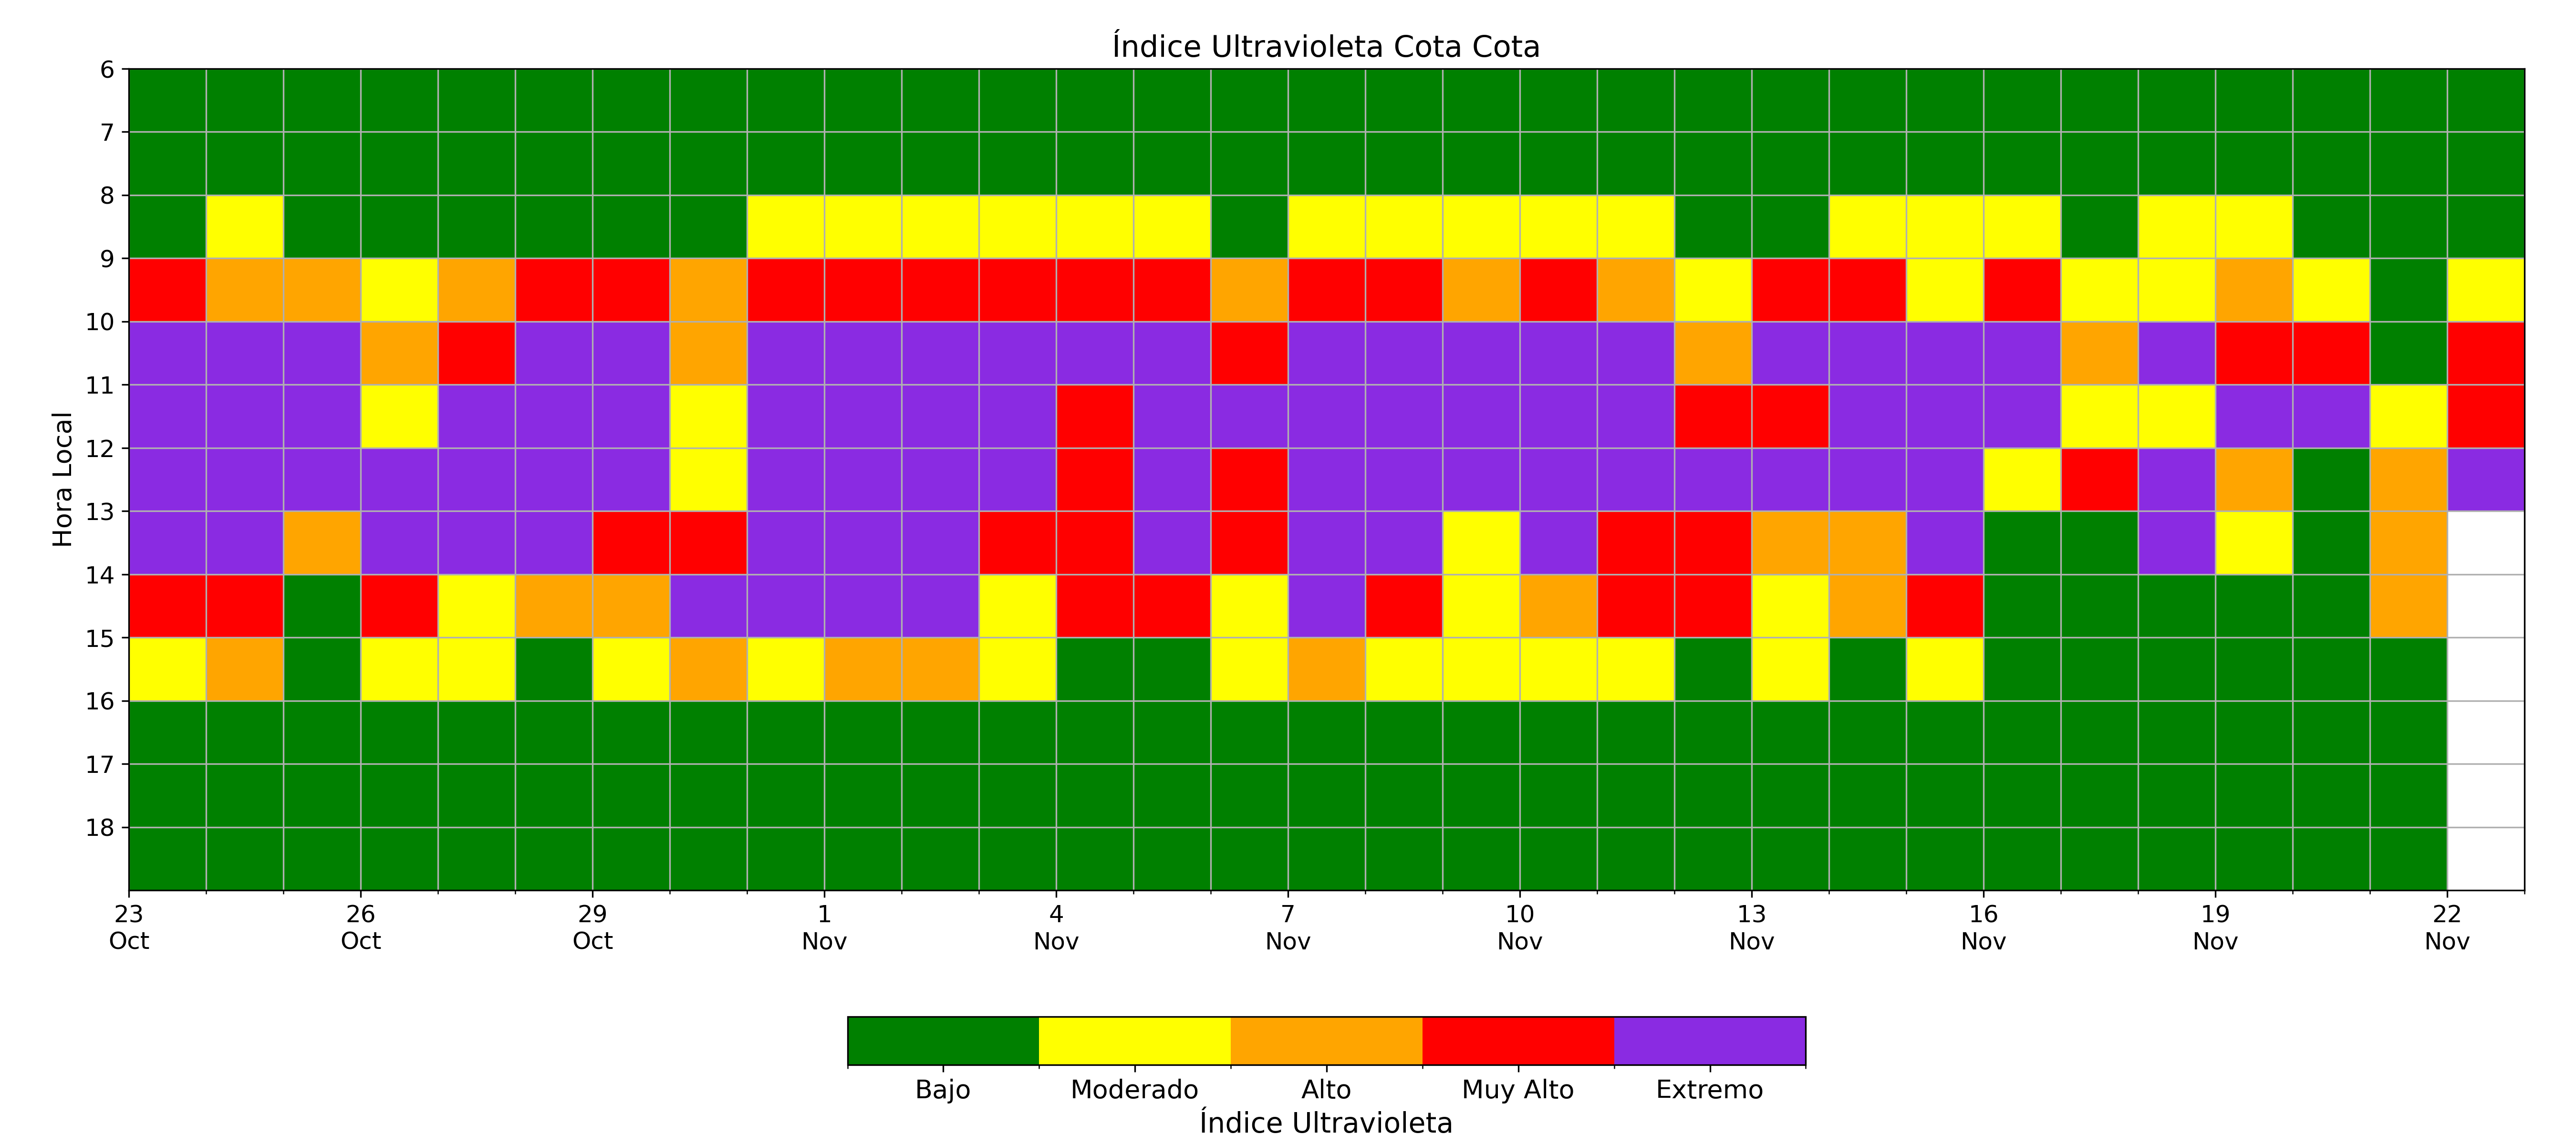 Índice Ultravioleta Cota Cota
Hora Local
6
7
8
9
10
11
12
13
14
15
16
17
18
23 26 29 1 4 7 10 13 16 19 22
Oct Oct Oct Nov Nov Nov Nov Nov Nov Nov Nov
Bajo Moderado Alto Muy Alto Extremo
Índice Ultravioleta